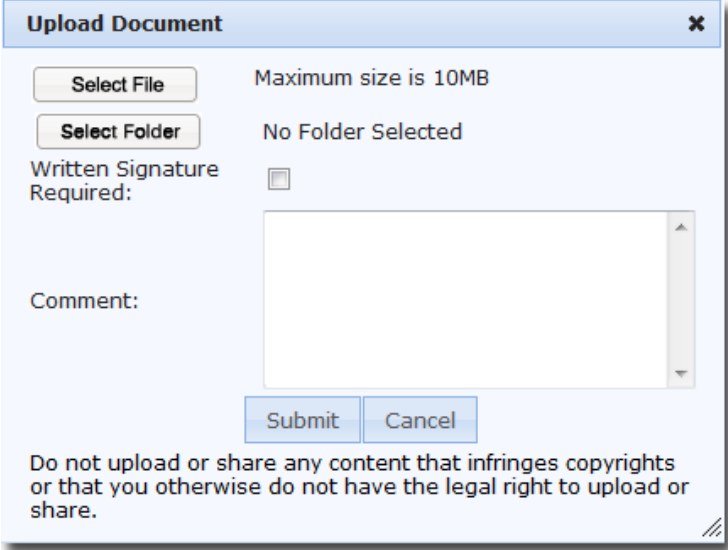 Upload Document
Select File
Maximum size is 10MB
Select Folder
No Folder Selected
Written Signature
Required:
Comment:
Submit
Cancel
Do not upload or share any content that infringes copyrights
or that you otherwise do not have the legal right to upload or
share.